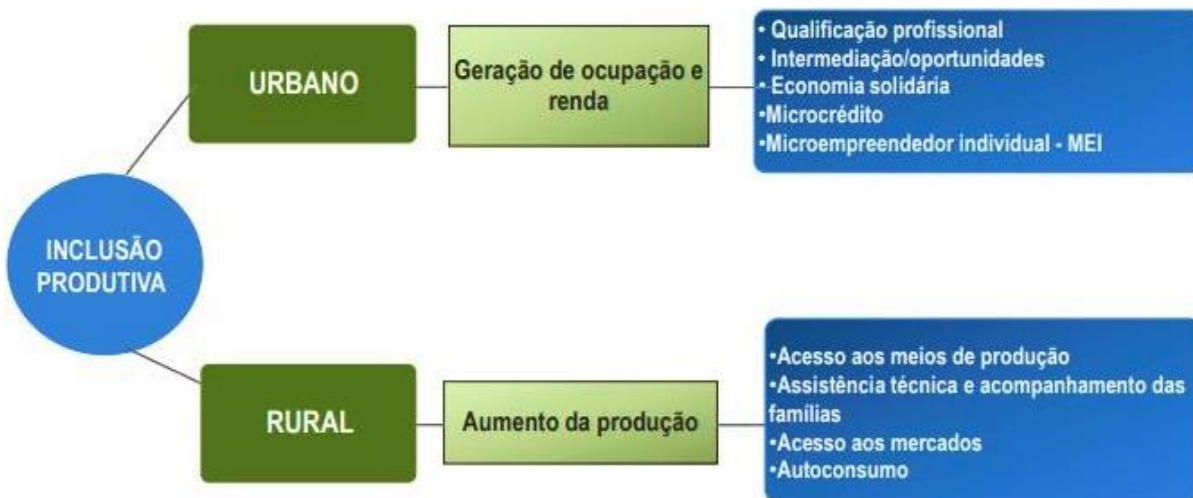 URBANO
Geração de ocupação e
renda
• Qualificação profissional
• Intermediação/oportunidades
• Economia solidária
•Microcrédito
•Microempreendedor individual - MEI
INCLUSÃO
PRODUTIVA
RURAL
Aumento da produção
•Acesso aos meios de produção
•Assistência técnica e acompanhamento das
famílias
•Acesso aos mercados
•Autoconsumo